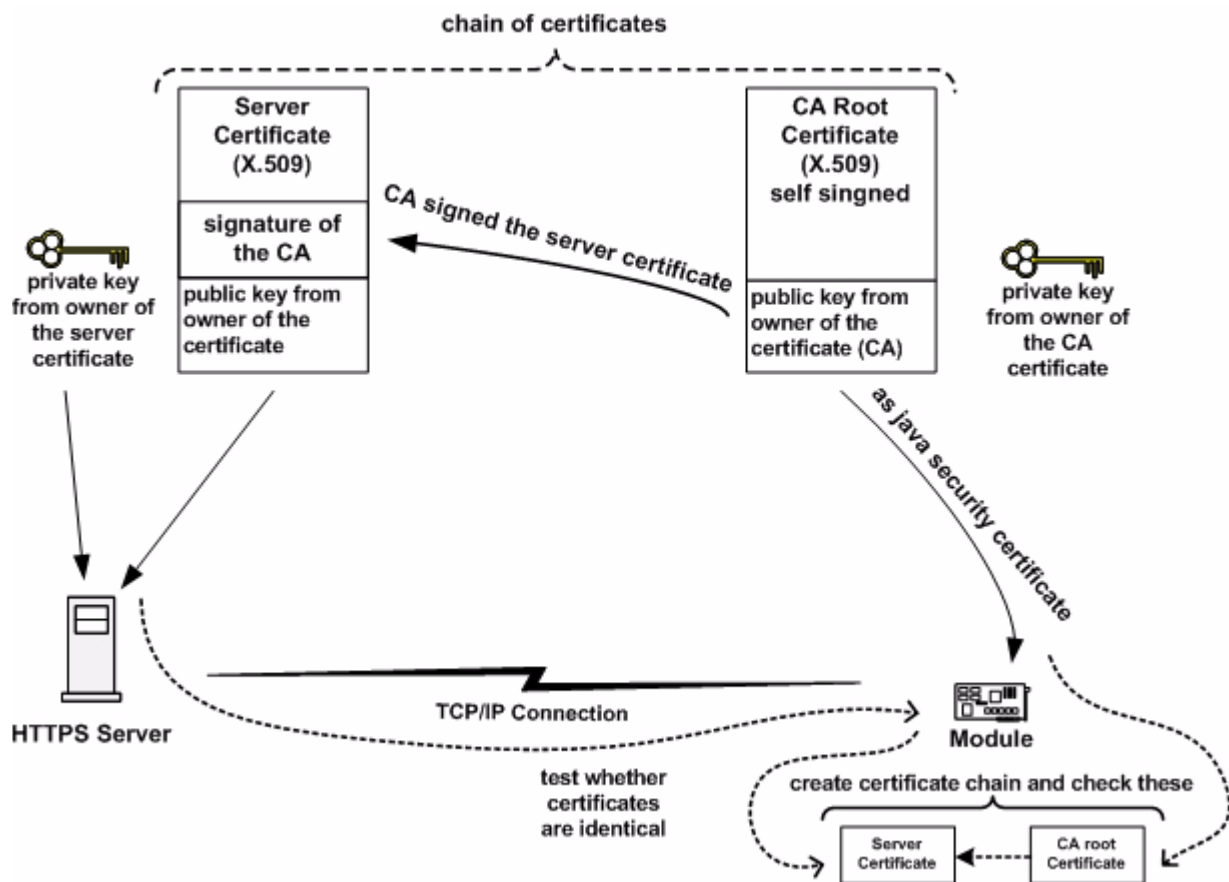 chain of certificates
Server
Certificate
(X.509)
signature of
the CA
public key from
owner of the
certificate
private key
from owner of
the server
certificate
CA signed the server certificate
CA Root
Certificate
(X.509)
self singned
public key from
owner of the
certificate (CA)
private key
from owner of
the CA
certificate
as java security certificate
HTTPS Server
TCP/IP Connection
Module
test whether
certificates
are identical
create certificate chain and check these
Server
Certificate
CA root
Certificate